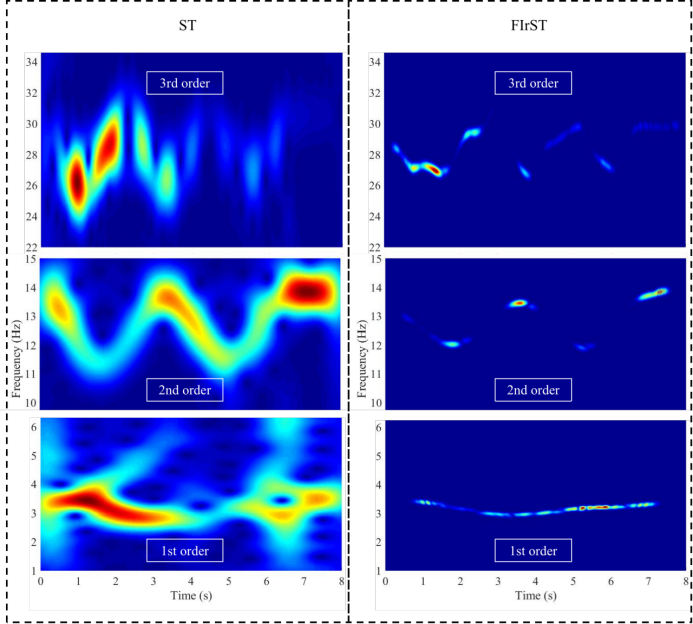 ST
FIrST
34
32
30
28
26
24
22
3rd order
34
32
30
28
26
24
22
3rd order
15
14
13
12
11
10
Frequency (Hz)
2nd order
15
14
13
12
11
10
Frequency (Hz)
2nd order
6
5
4
3
2
1
1st order
0 1 2 3 4 5 6 7 8
Time (s)
6
5
4
3
2
1
1st order
0 1 2 3 4 5 6 7 8
Time (s)